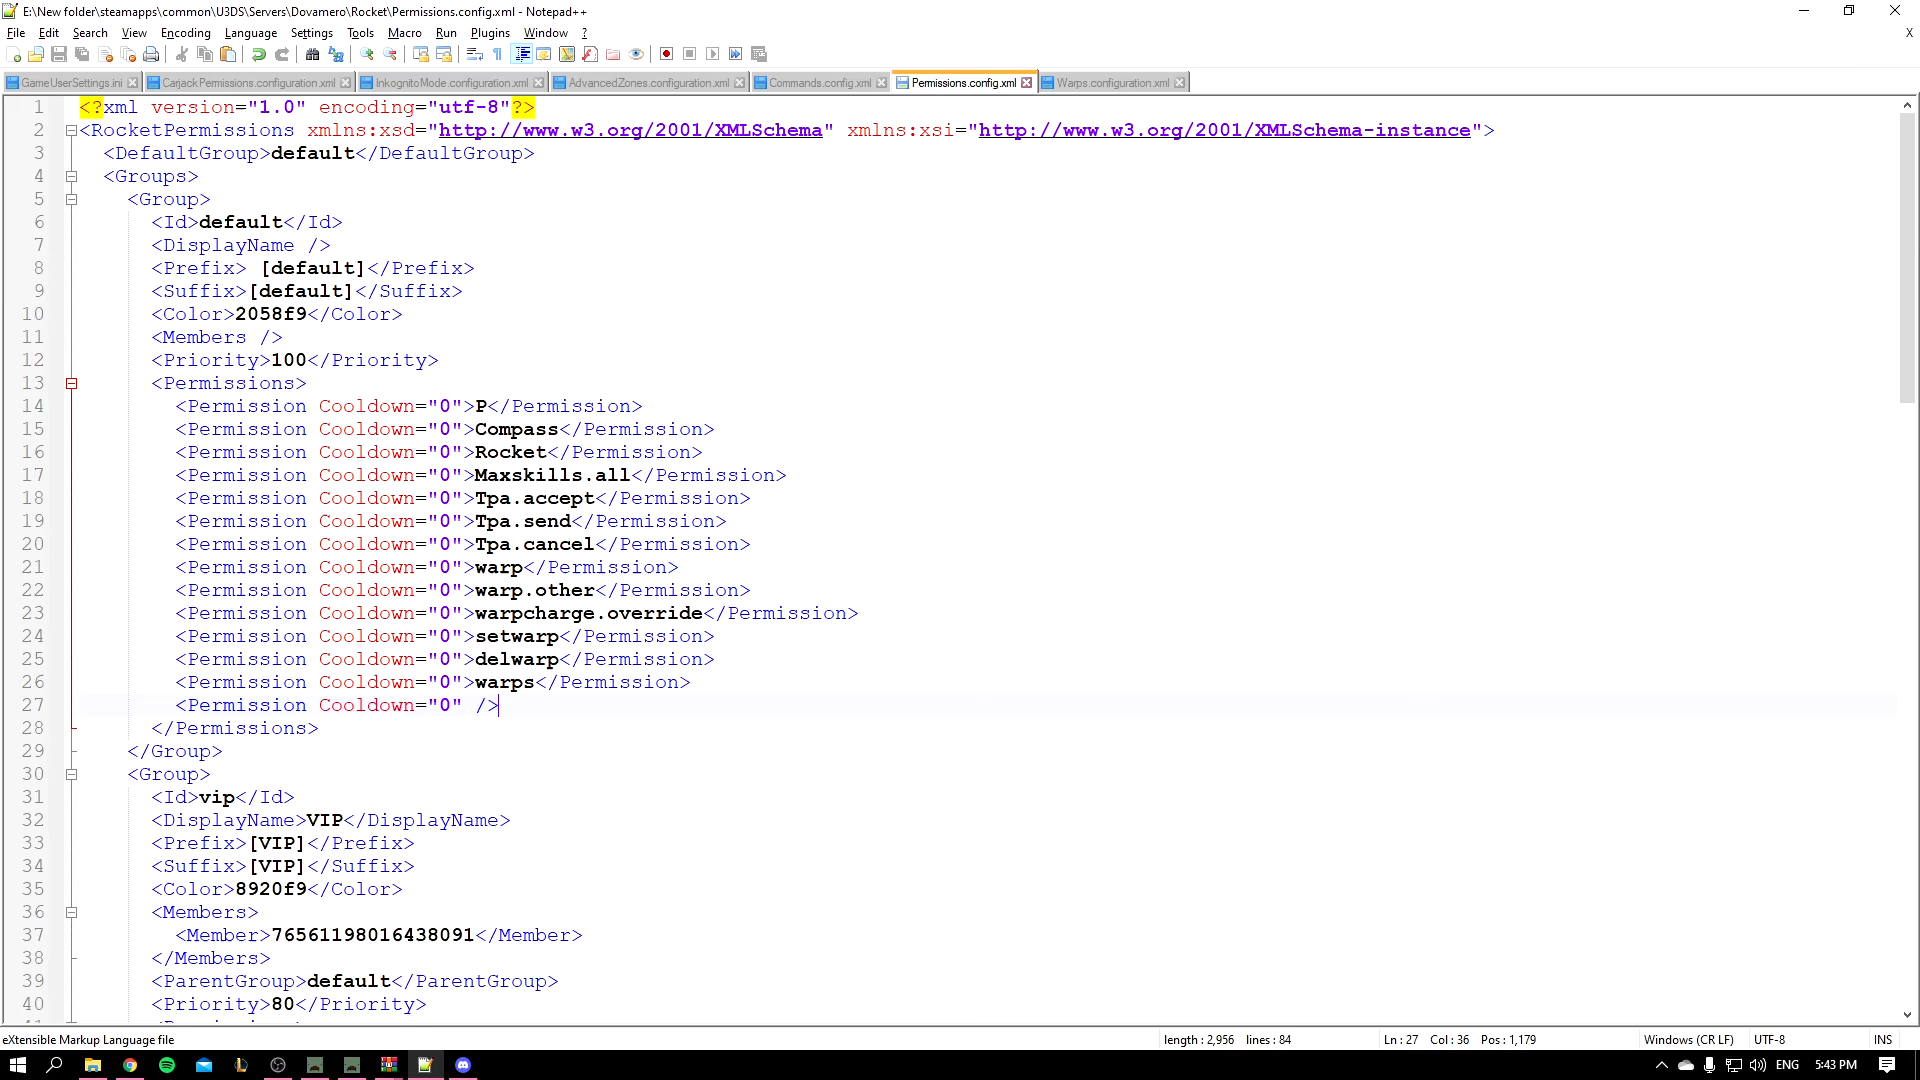 E:\New folder\steamapps\common\U3DS\Servers\Dovamero\Rocket\Permissions.config.xml - Notepad++
File Edit Search View Encoding Language Settings Tools Macro Run Plugins Window ? X
GameUserSettings.ini CarjackPermissions.configuration.xml InkognitoMode.configuration.xml AdvancedZones.configuration.xml Commands.config.xml Permissions.config.xml Warps.configuration.xml
1 <?xml version="1.0" encoding="utf-8"?>
2 <RocketPermissions xmlns:xsd="http://www.w3.org/2001/XMLSchema" xmlns:xsi="http://www.w3.org/2001/XMLSchema-instance">
3 <DefaultGroup>default</DefaultGroup>
4 <Groups>
5 <Group>
6 <Id>default</Id>
7 <DisplayName />
8 <Prefix> [default]</Prefix>
9 <Suffix>[default]</Suffix>
10 <Color>2058f9</Color>
11 <Members />
12 <Priority>100</Priority>
13 <Permissions>
14 <Permission Cooldown="0">P</Permission>
15 <Permission Cooldown="0">Compass</Permission>
16 <Permission Cooldown="0">Rocket</Permission>
17 <Permission Cooldown="0">Maxskills.all</Permission>
18 <Permission Cooldown="0">Tpa.accept</Permission>
19 <Permission Cooldown="0">Tpa.send</Permission>
20 <Permission Cooldown="0">Tpa.cancel</Permission>
21 <Permission Cooldown="0">warp</Permission>
22 <Permission Cooldown="0">warp.other</Permission>
23 <Permission Cooldown="0">warpcharge.override</Permission>
24 <Permission Cooldown="0">setwarp</Permission>
25 <Permission Cooldown="0">delwarp</Permission>
26 <Permission Cooldown="0">warps</Permission>
27 <Permission Cooldown="0" />
28 </Permissions>
29 </Group>
30 <Group>
31 <Id>vip</Id>
32 <DisplayName>VIP</DisplayName>
33 <Prefix>[VIP]</Prefix>
34 <Suffix>[VIP]</Suffix>
35 <Color>8920f9</Color>
36 <Members>
37 <Member>76561198016438091</Member>
38 </Members>
39 <ParentGroup>default</ParentGroup>
40 <Priority>80</Priority>
eXtensible Markup Language file length : 2,956 lines : 84 Ln : 27 Col : 36 Pos : 1,179 Windows (CR LF) UTF-8 INS
ENG 5:43 PM